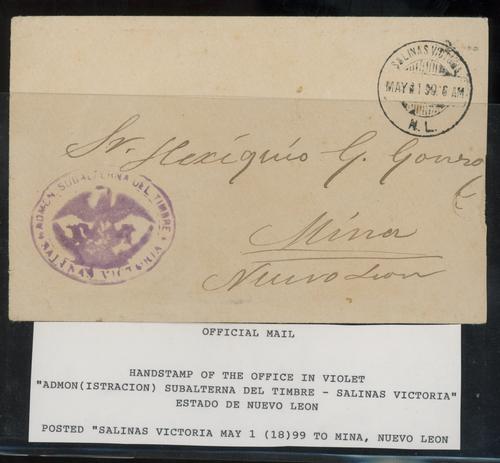 SALINAS VICTORIA
MAY 1 99 6 AM
N.L.
Sr. Hexiquio G. Gonzo
ADMON. SUBALTERNA DEL TIMBRE
SALINAS VICTORIA
Mina
Nuevo Leon
OFFICIAL MAIL
HANDSTAMP OF THE OFFICE IN VIOLET
"ADMON(ISTRACION) SUBALTERNA DEL TIMBRE - SALINAS VICTORIA"
ESTADO DE NUEVO LEON
POSTED "SALINAS VICTORIA MAY 1 (18)99 TO MINA, NUEVO LEON